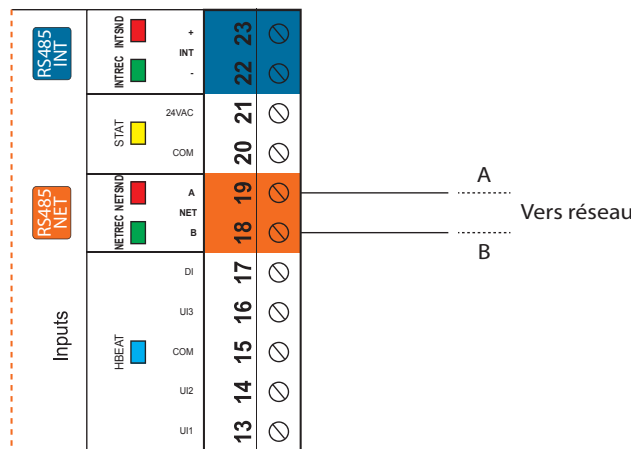 RS485 INT
INTREC INTSND
+
INT
-
23
22
STAT
24VAC
COM
21
20
RS485 NET
NETREC NETSND
A
NET
B
19
18
A
B
Vers réseau
Inputs
HBEAT
DI
UI3
COM
UI2
UI1
17
16
15
14
13